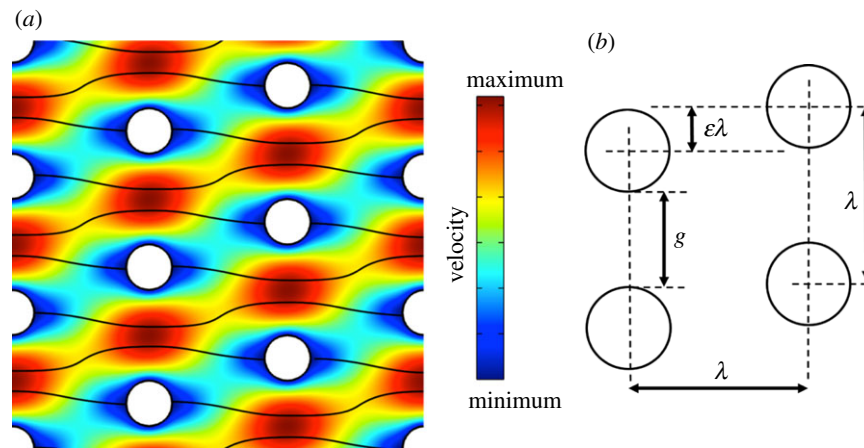 (a)
(b)
maximum
velocity
minimum
ελ
λ
g
λ